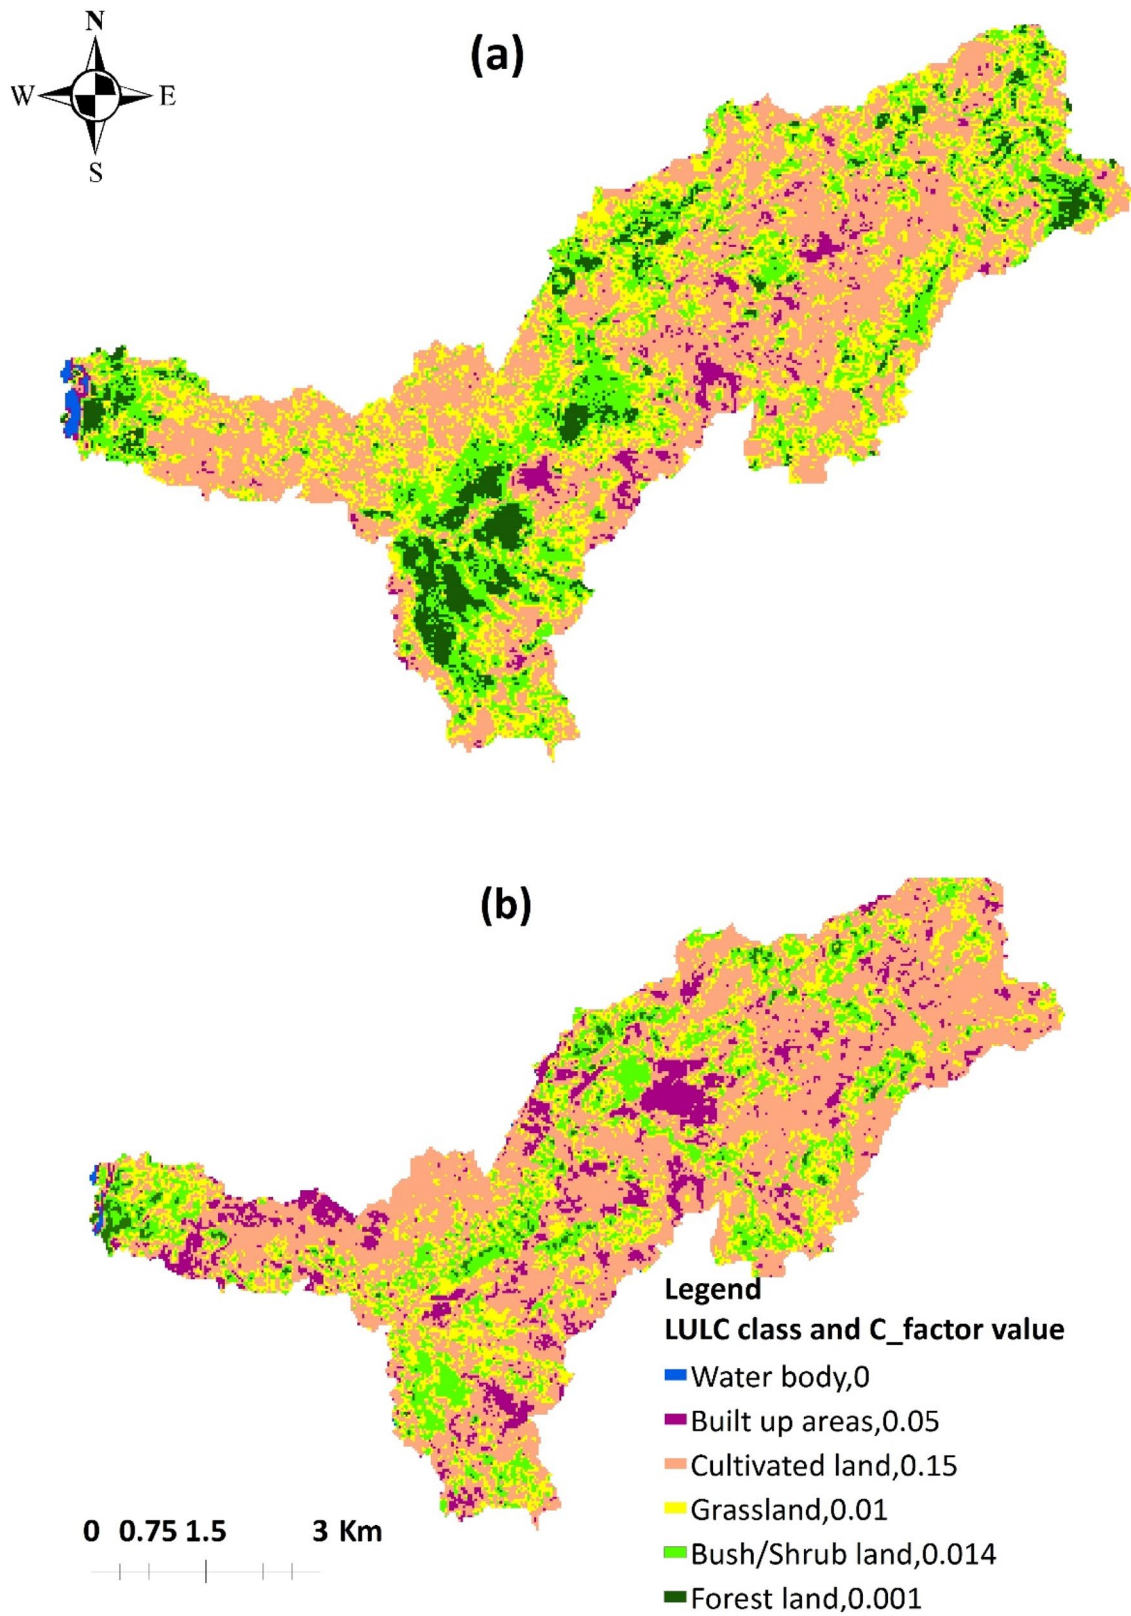 N
(a)
W E
S
(b)
Legend
LULC class and C_factor value
Water body,0
Built up areas,0.05
Cultivated land,0.15
Grassland,0.01
Bush/Shrub land,0.014
Forest land,0.001
0 0.75 1.5 3 Km